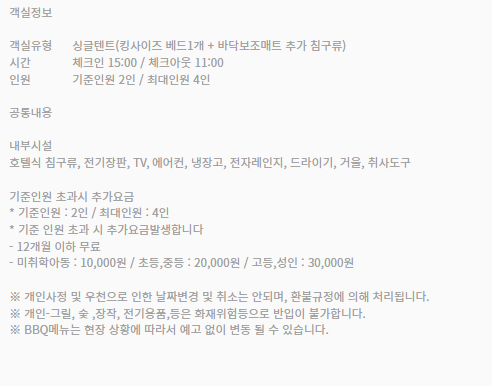 객실정보
객실유형 싱글텐트(킹사이즈 베드1개 + 바닥보조매트 추가 침구류)
시간 체크인 15:00 / 체크아웃 11:00
인원 기준인원 2인 / 최대인원 4인
공통내용
내부시설
호텔식 침구류, 전기장판, TV, 에어컨, 냉장고, 전자레인지, 드라이기, 거울, 취사도구
기준인원 초과시 추가요금
* 기준인원 : 2인 / 최대인원 : 4인
* 기준 인원 초과 시 추가요금발생합니다
- 12개월 이하 무료
- 미취학아동 : 10,000원 / 초등,중등 : 20,000원 / 고등,성인 : 30,000원
※ 개인사정 및 우천으로 인한 날짜변경 및 취소는 안되며, 환불규정에 의해 처리됩니다.
※ 개인-그릴, 숯 ,장작, 전기용품,등은 화재위험등으로 반입이 불가합니다.
※ BBQ메뉴는 현장 상황에 따라서 예고 없이 변동 될 수 있습니다.